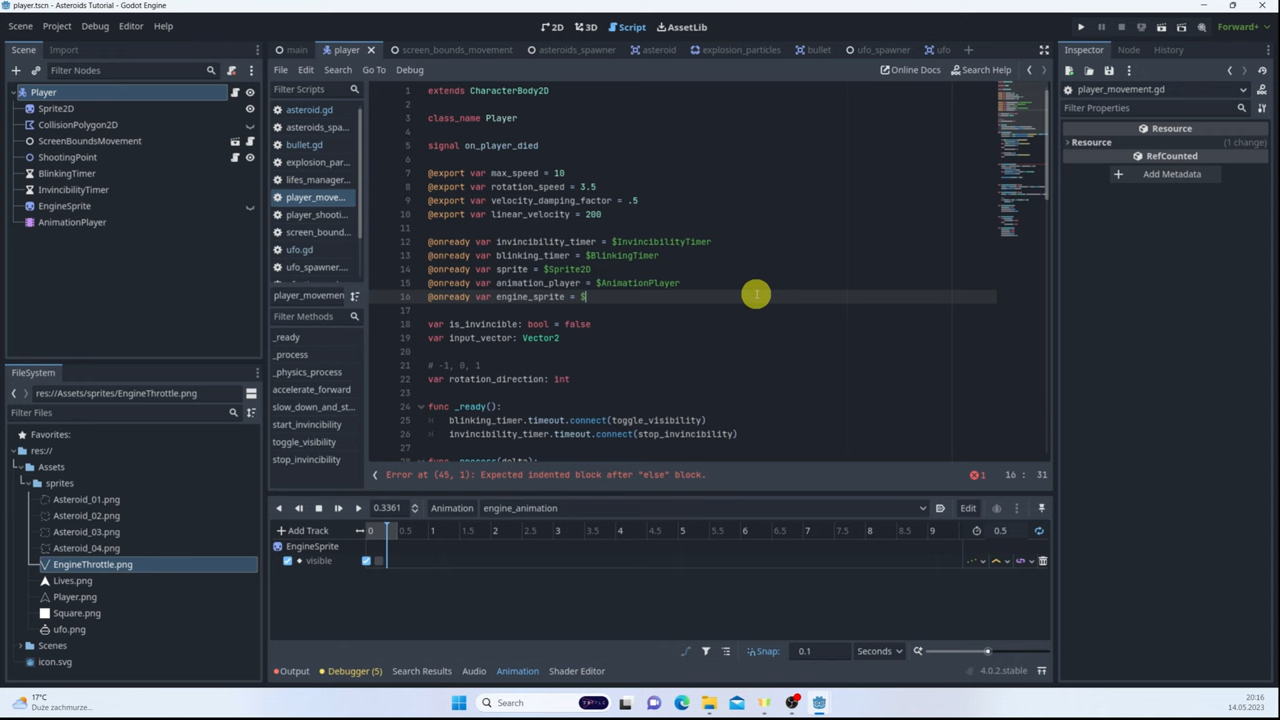 player.tscn - Asteroids Tutorial - Godot Engine
Scene Project Debug Editor Help
2D 3D Script AssetLib
Forward+
Scene Import
main player screen_bounds_movement asteroids_spawner asteroid explosion_particles bullet ufo_spawner ufo
Inspector Node History
Filter Nodes
File Edit Search Go To Debug
Online Docs Search Help
Player
Sprite2D
CollisionPolygon2D
ScreenBoundsMovement
ShootingPoint
BlinkingTimer
InvincibilityTimer
EngineSprite
AnimationPlayer
Filter Scripts
asteroid.gd
asteroids_spa...
bullet.gd
explosion_par...
lifes_manager...
player_move...
player_shooti...
screen_bound...
ufo.gd
ufo_spawner....
player_movemen
Filter Methods
_ready
_process
_physics_process
accelerate_forward
slow_down_and_st...
start_invincibility
toggle_visibility
stop_invincibility
1 extends CharacterBody2D
2
3 class_name Player
4
5 signal on_player_died
6
7 @export var max_speed = 10
8 @export var rotation_speed = 3.5
9 @export var velocity_damping_factor = .5
10 @export var linear_velocity = 200
11
12 @onready var invincibility_timer = $InvincibilityTimer
13 @onready var blinking_timer = $BlinkingTimer
14 @onready var sprite = $Sprite2D
15 @onready var animation_player = $AnimationPlayer
16 @onready var engine_sprite = $
18 var is_invincible: bool = false
19 var input_vector: Vector2
20
21 # -1, 0, 1
22 var rotation_direction: int
23
24 func _ready():
25 blinking_timer.timeout.connect(toggle_visibility)
26 invincibility_timer.timeout.connect(stop_invincibility)
27
Error at (45, 1): Expected indented block after "else" block.
1 16 : 31
player_movement.gd
Filter Properties
Resource
Resource (1 change)
RefCounted
Add Metadata
FileSystem
res://Assets/sprites/EngineThrottle.png
Filter Files
Favorites:
res://
Assets
sprites
Asteroid_01.png
Asteroid_02.png
Asteroid_03.png
Asteroid_04.png
EngineThrottle.png
Lives.png
Player.png
Square.png
ufo.png
Scenes
icon.svg
0.3361 Animation engine_animation Edit
Add Track 0 0.5 1 1.5 2 2.5 3 3.5 4 4.5 5 5.5 6 6.5 7 7.5 8 8.5 9 0.5
EngineSprite
visible
Snap: 0.1 Seconds
Output Debugger (5) Search Results Audio Animation Shader Editor
4.0.2.stable
17°C
Duże zachmurze...
Search
20:16
14.05.2023